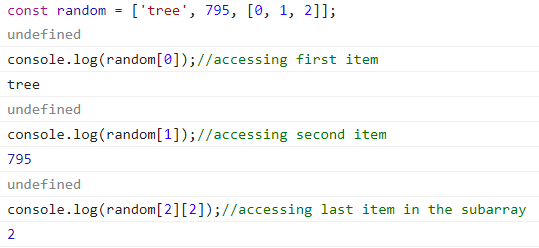 const random = ['tree', 795, [0, 1, 2]];
undefined
console.log(random[0]);//accessing first item
tree
undefined
console.log(random[1]);//accessing second item
795
undefined
console.log(random[2][2]);//accessing last item in the subarray
2